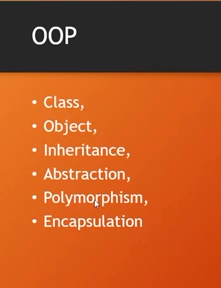 OOP
• Class,
• Object,
• Inheritance,
• Abstraction,
• Polymorphism,
• Encapsulation